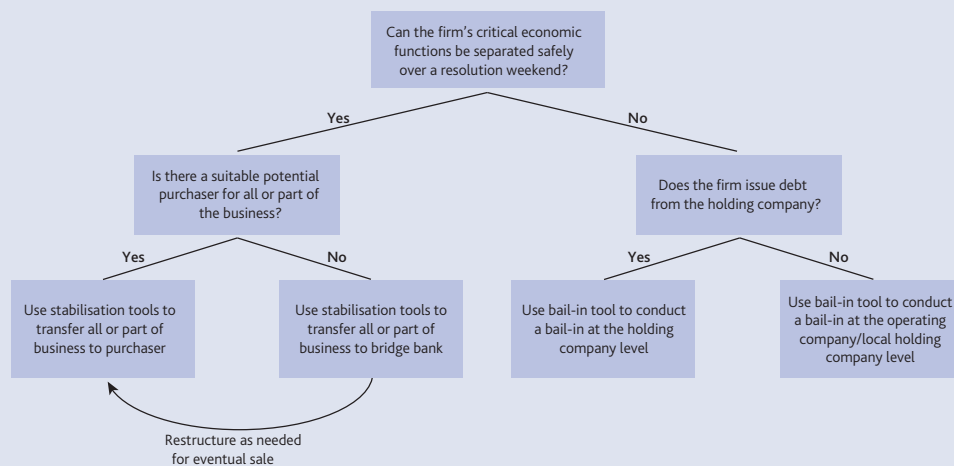 Can the firm's critical economic
functions be separated safely
over a resolution weekend?
Yes
No
Is there a suitable potential
purchaser for all or part of
the business?
Does the firm issue debt
from the holding company?
Yes
No
Yes
No
Use stabilisation tools to
transfer all or part of
business to purchaser
Use stabilisation tools to
transfer all or part of
business to bridge bank
Use bail-in tool to conduct
a bail-in at the holding
company level
Use bail-in tool to conduct
a bail-in at the operating
company/local holding
company level
Restructure as needed
for eventual sale